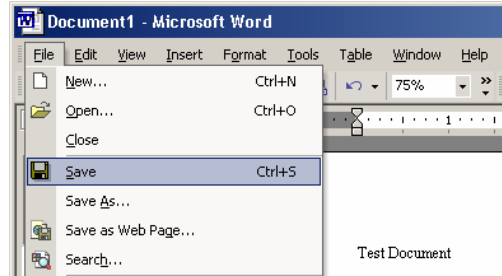 Document1 - Microsoft Word
File Edit View Insert Format Tools Table Window Help
New... Ctrl+N
75%
Open... Ctrl+O
1
Close
Save Ctrl+S
Save As...
Save as Web Page...
Search...
Test Document